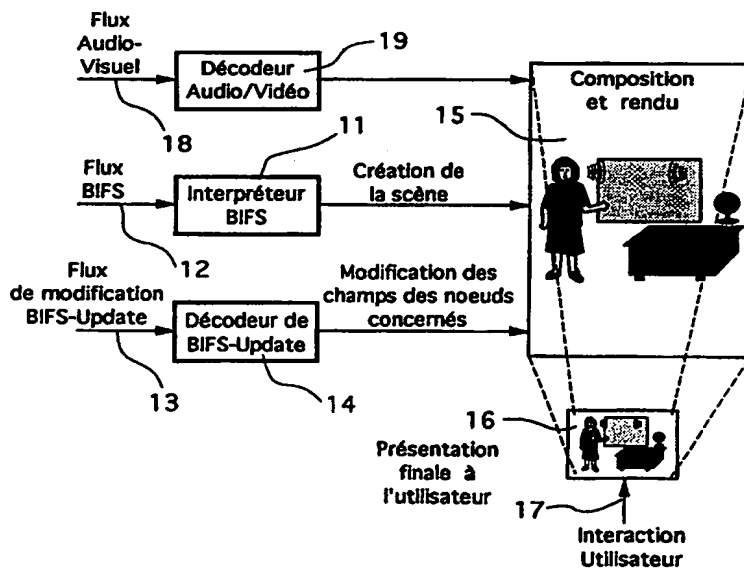 Flux
Audio-
Visuel
18
Décodeur
Audio/Vidéo
19
Flux
BIFS
12
Interpréteur
BIFS
11
Création de
la scène
Flux
de modification
BIFS-Update
13
Décodeur de
BIFS-Update
14
Modification des
champs des noeuds
concernés
Composition
et rendu
15
16
Présentation
finale à
l'utilisateur
17
Interaction
Utilisateur